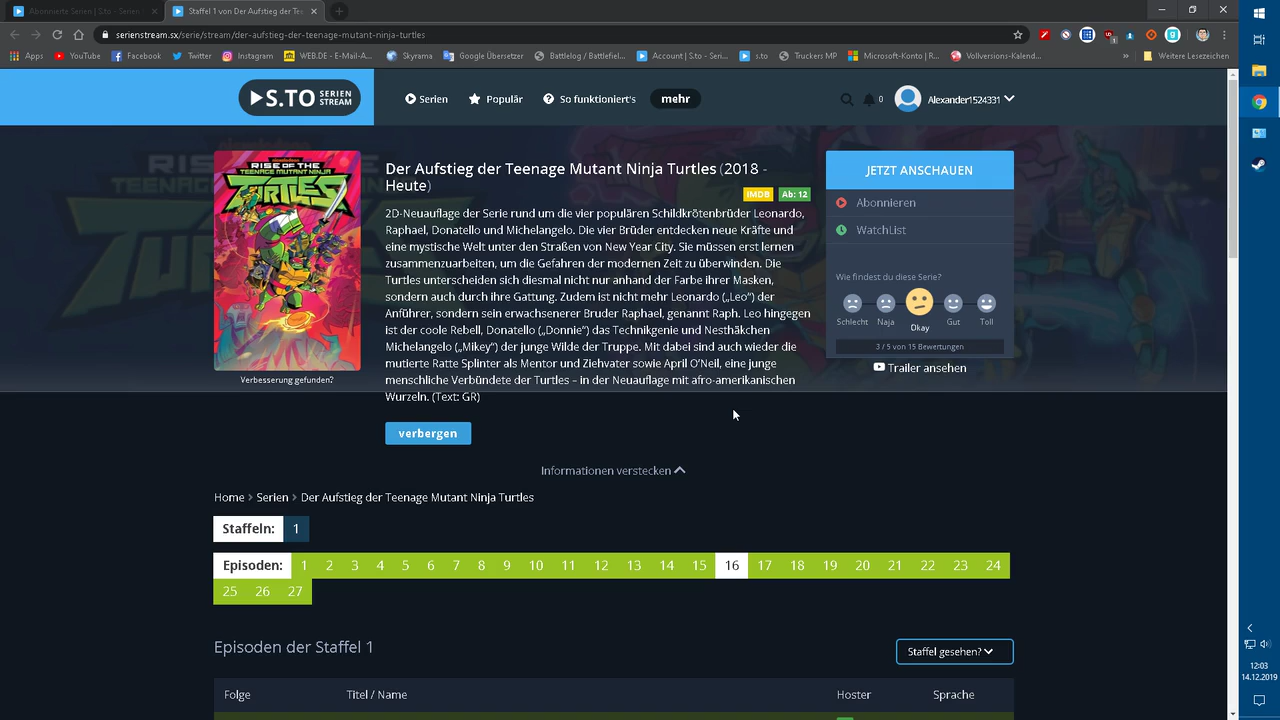 Abonnierte Serien | S.to - Serien
Staffel 1 von Der Aufstieg der Tee
serienstream.sx/serie/stream/der-aufstieg-der-teenage-mutant-ninja-turtles
Apps YouTube Facebook Twitter Instagram WEB.DE - E-Mail-A... Skyrama Google Übersetzer Battlelog / Battlefiel... Account | S.to - Seri... s.to Truckers MP Microsoft-Konto | R... Vollversions-Kalend... » Weitere Lesezeichen
S.TO SERIEN STREAM
Serien Populär So funktioniert's mehr
0 Alexander1524331
nickelodeon
RISE OF THE
TEENAGE MUTANT NINJA
TURTLES
Verbesserung gefunden?
Der Aufstieg der Teenage Mutant Ninja Turtles (2018 -
Heute)
IMDB Ab: 12
2D-Neuauflage der Serie rund um die vier populären Schildkrötenbrüder Leonardo,
Raphael, Donatello und Michelangelo. Die vier Brüder entdecken neue Kräfte und
eine mystische Welt unter den Straßen von New Year City. Sie müssen erst lernen
zusammenzuarbeiten, um die Gefahren der modernen Zeit zu überwinden. Die
Turtles unterscheiden sich diesmal nicht nur anhand der Farbe ihrer Masken,
sondern auch durch ihre Gattung. Zudem ist nicht mehr Leonardo („Leo“) der
Anführer, sondern sein erwachsenerer Bruder Raphael, genannt Raph. Leo hingegen
ist der coole Rebell, Donatello („Donnie“) das Technikgenie und Nesthäkchen
Michelangelo („Mikey“) der junge Wilde der Truppe. Mit dabei sind auch wieder die
mutierte Ratte Splinter als Mentor und Ziehvater sowie April O'Neil, eine junge
menschliche Verbündete der Turtles – in der Neuauflage mit afro-amerikanischen
Wurzeln. (Text: GR)
verbergen
JETZT ANSCHAUEN
Abonnieren
WatchList
Wie findest du diese Serie?
Schlecht Naja Okay Gut Toll
3 / 5 von 15 Bewertungen
Trailer ansehen
Informationen verstecken
Home > Serien > Der Aufstieg der Teenage Mutant Ninja Turtles
Staffeln: 1
Episoden: 1 2 3 4 5 6 7 8 9 10 11 12 13 14 15 16 17 18 19 20 21 22 23 24
25 26 27
Episoden der Staffel 1
Staffel gesehen?
Folge Titel / Name Hoster Sprache
12:03
14.12.2019